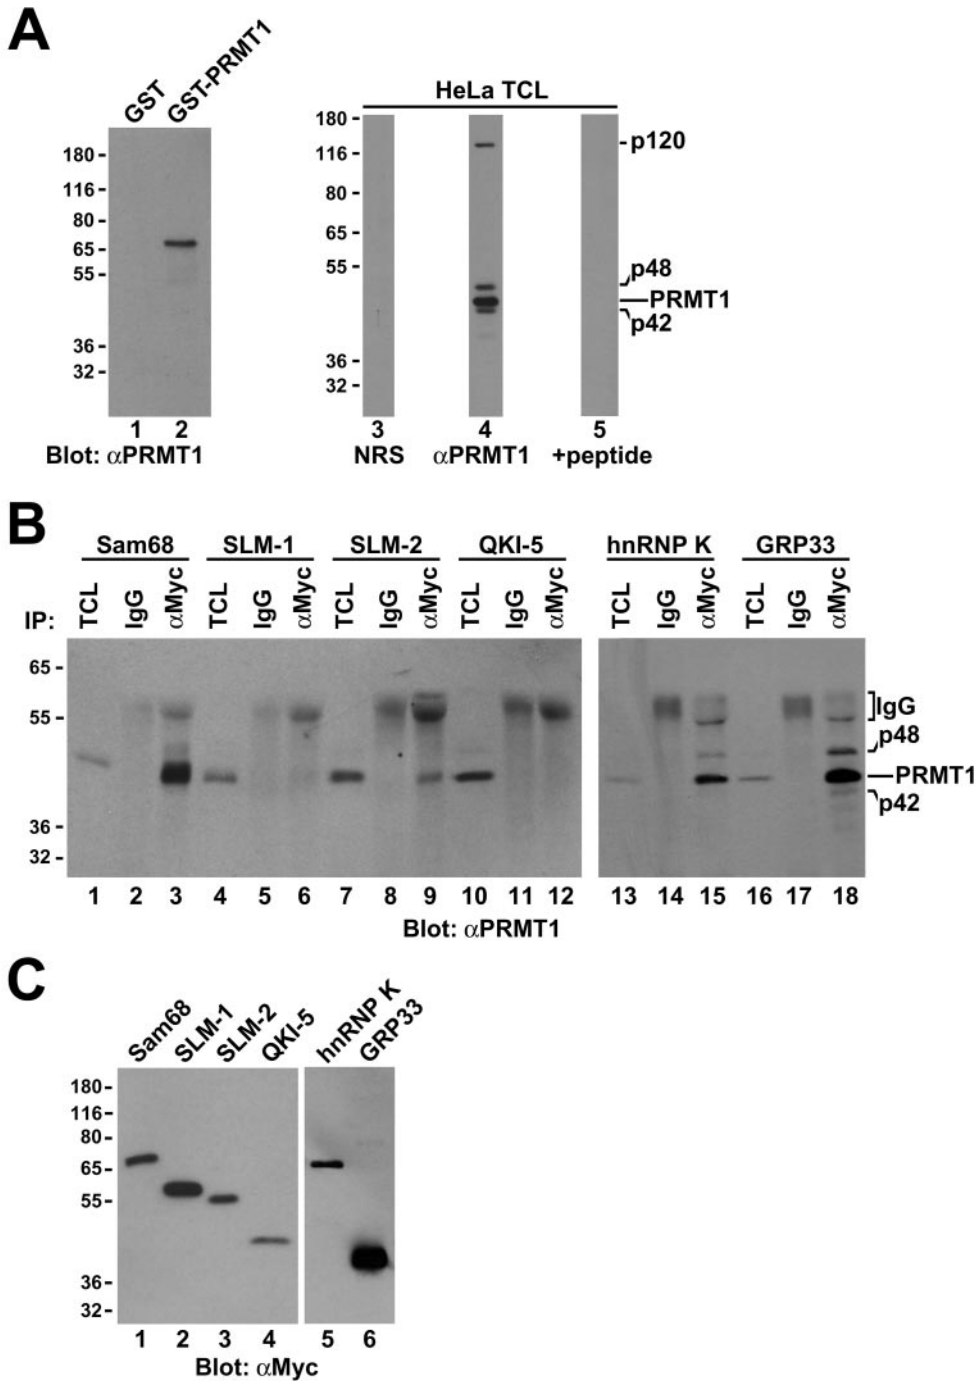 A
GST
GST-PRMT1
180 -
116 -
80 -
65 -
55 -
36 -
32 -
1 2
Blot: αPRMT1
HeLa TCL
180 -
116 -
80 -
65 -
55 -
36 -
32 -
-p120
p48
PRMT1
p42
3 4 5
NRS αPRMT1 +peptide
B
Sam68 SLM-1 SLM-2 QKI-5 hnRNP K GRP33
IP: TCL IgG αMyc TCL IgG αMyc TCL IgG αMyc TCL IgG IgG αMyc TCL IgG αMyc TCL IgG αMyc
65 -
55 -
36 -
32 -
IgG
p48
PRMT1
p42
1 2 3 4 5 6 7 8 9 10 11 12 13 14 15 16 17 18
Blot: αPRMT1
C
Sam68
SLM-1
SLM-2
QKI-5
hnRNP K
GRP33
180-
116-
80-
65-
55-
36-
32-
1 2 3 4 5 6
Blot: αMyc